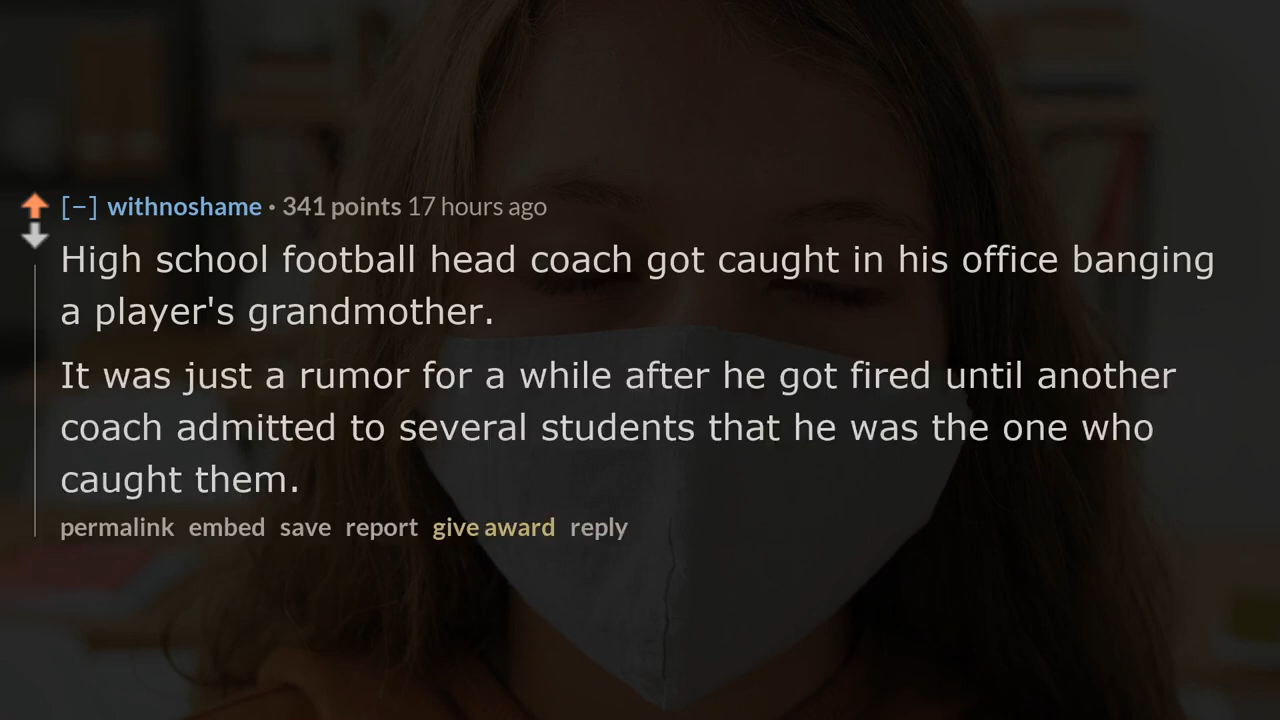 [–] withnoshame • 341 points 17 hours ago
High school football head coach got caught in his office banging
a player's grandmother.
It was just a rumor for a while after he got fired until another
coach admitted to several students that he was the one who
caught them.
permalink embed save report give award reply